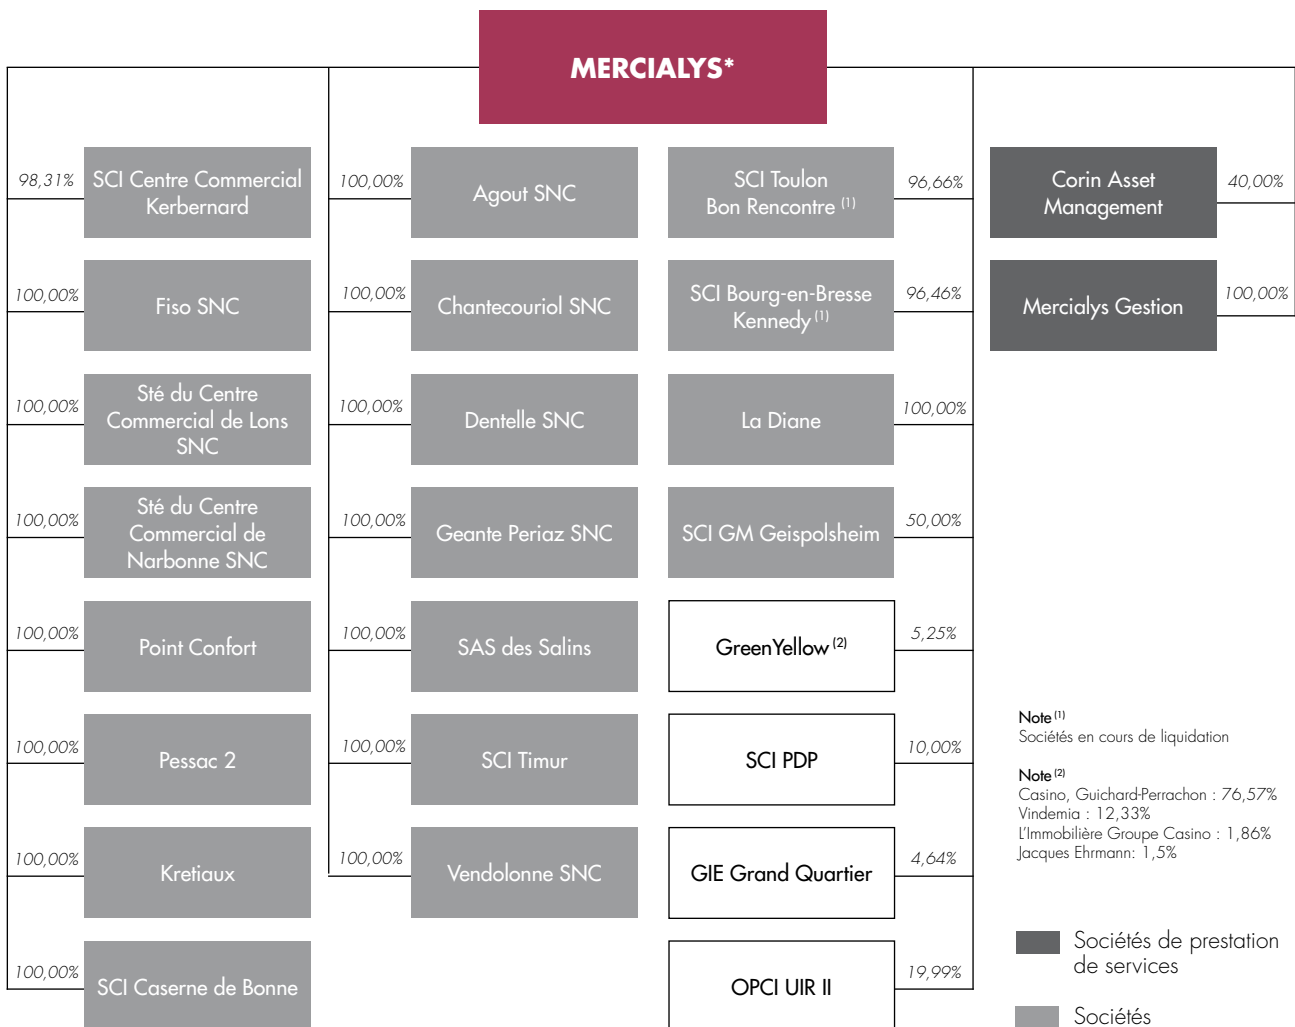 MERCIALYS*
98,31%
SCI Centre Commercial
Kerbernard
100,00%
Fiso SNC
100,00%
Sté du Centre
Commercial de Lons
SNC
100,00%
Sté du Centre
Commercial de
Narbonne SNC
100,00%
Point Confort
100,00%
Pessac 2
100,00%
Kretiaux
100,00%
SCI Caserne de Bonne
100,00%
Agout SNC
100,00%
Chantecouriol SNC
100,00%
Dentelle SNC
100,00%
Geante Periaz SNC
100,00%
SAS des Salins
100,00%
SCI Timur
100,00%
Vendolonne SNC
SCI Toulon
Bon Rencontre (1)
96,66%
SCI Bourg-en-Bresse
Kennedy (1)
96,46%
La Diane
100,00%
SCI GM Geispolsheim
50,00%
GreenYellow (2)
5,25%
SCI PDP
10,00%
GIE Grand Quartier
4,64%
OPCI UIR II
19,99%
Corin Asset
Management
40,00%
Mercialys Gestion
100,00%
Note (1)
Sociétés en cours de liquidation
Note (2)
Casino, Guichard-Perrachon : 76,57%
Vindemia : 12,33%
L'Immobilière Groupe Casino : 1,86%
Jacques Ehrmann: 1,5%
Sociétés de prestation
de services
Sociétés